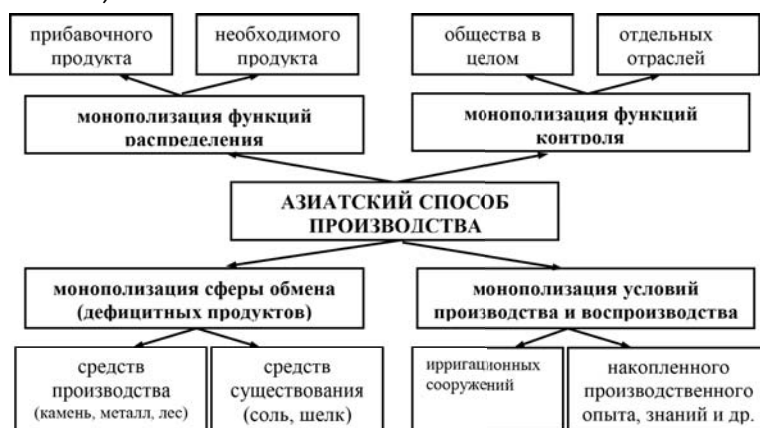 прибавочного
продукта
необходимого
продукта
общества в
целом
отдельных
отраслей
монополизация функций
распределения
монополизация функций
контроля
АЗИАТСКИЙ СПОСОБ
ПРОИЗВОДСТВА
монополизация сферы обмена
(дефицитных продуктов)
монополизация условий
производства и воспроизводства
средств
производства
(камень, металл, лес)
средств
существования
(соль, шелк)
ирригационных
сооружений
накопленного
производственного
опыта, знаний и др.